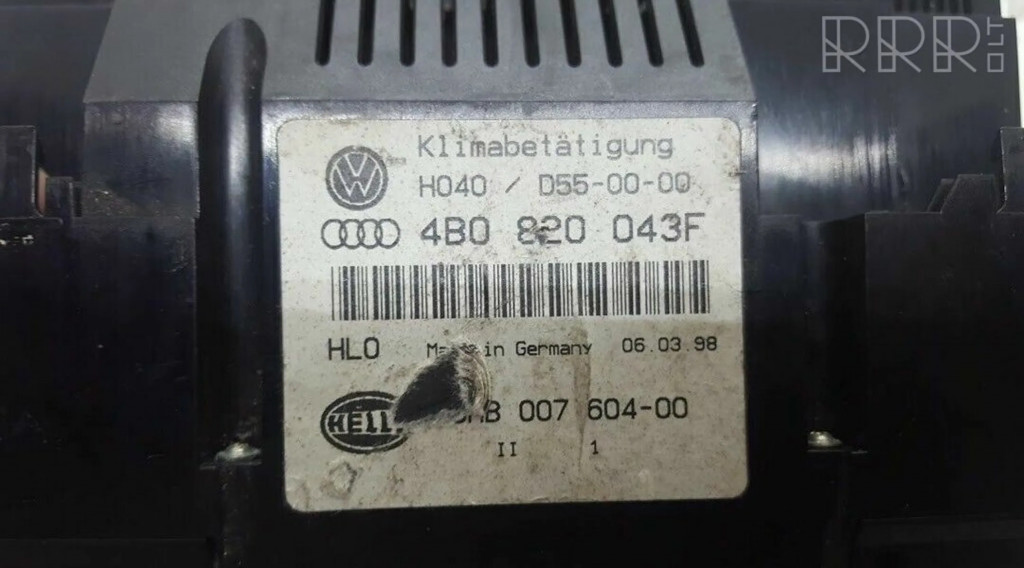 RRR.LT
Klimabetätigung
H040 / D55-00-00
4B0 820 043F
HLO in Germany 06.03.98
007 604-00
II 1